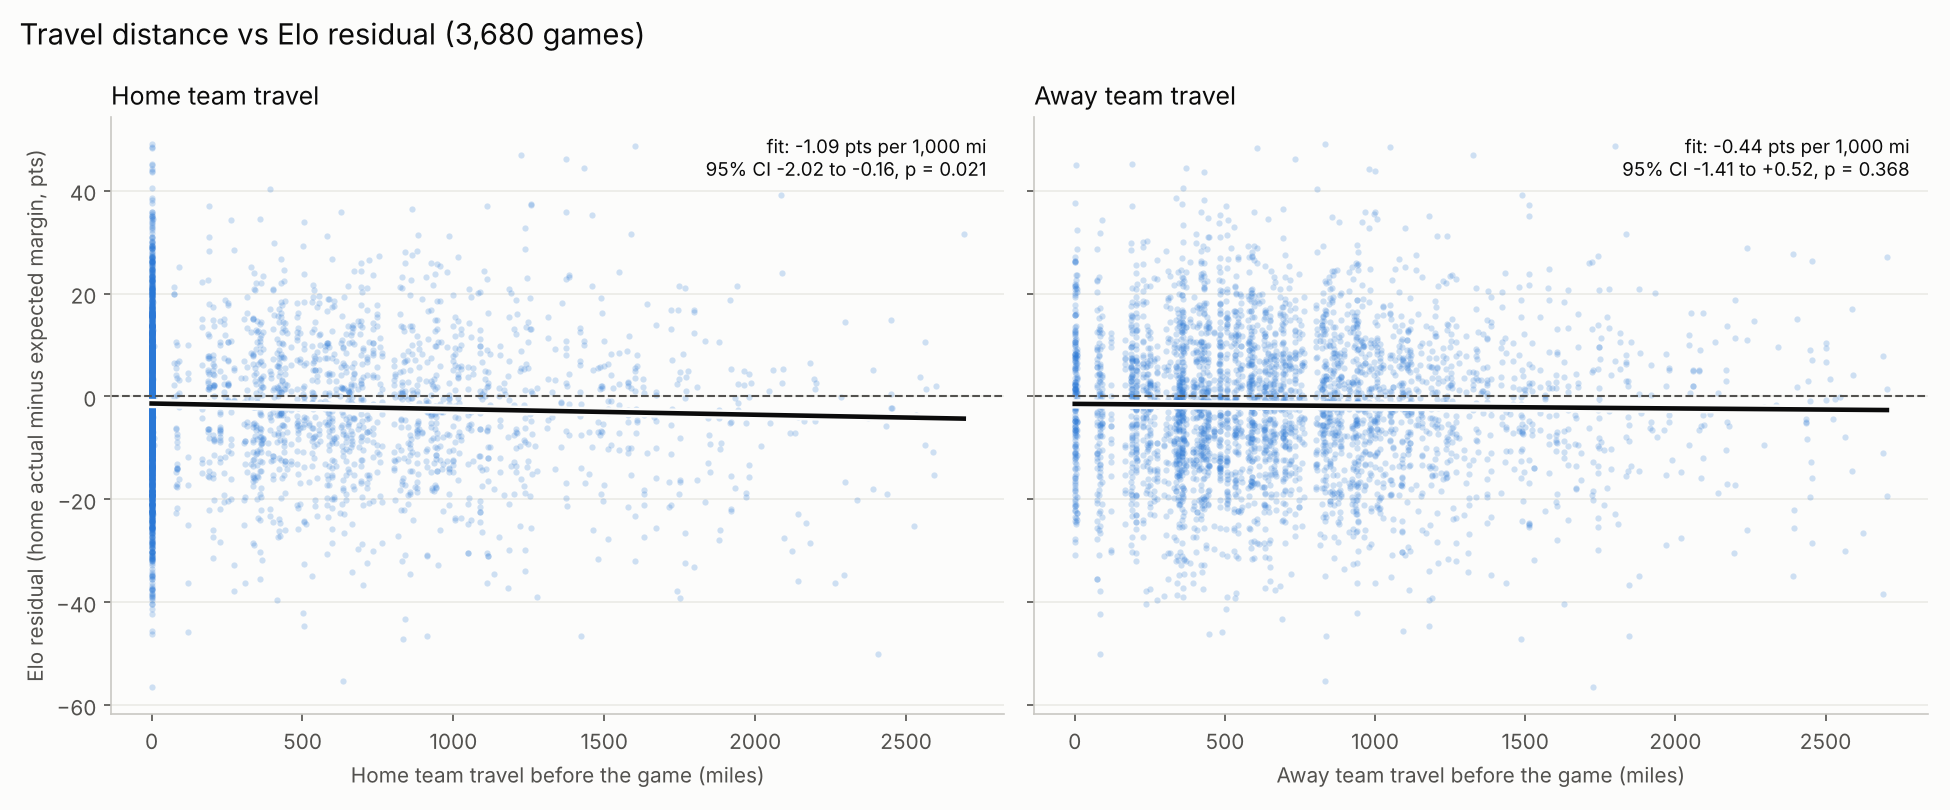 Travel distance vs Elo residual (3,680 games)
Home team travel
fit: -1.09 pts per 1,000 mi
95% CI -2.02 to -0.16, p = 0.021
Elo residual (home actual minus expected margin, pts)
40
20
0
−20
−40
−60
0
500
1000
1500
2000
2500
Home team travel before the game (miles)
Away team travel
fit: -0.44 pts per 1,000 mi
95% CI -1.41 to +0.52, p = 0.368
0
500
1000
1500
2000
2500
Away team travel before the game (miles)